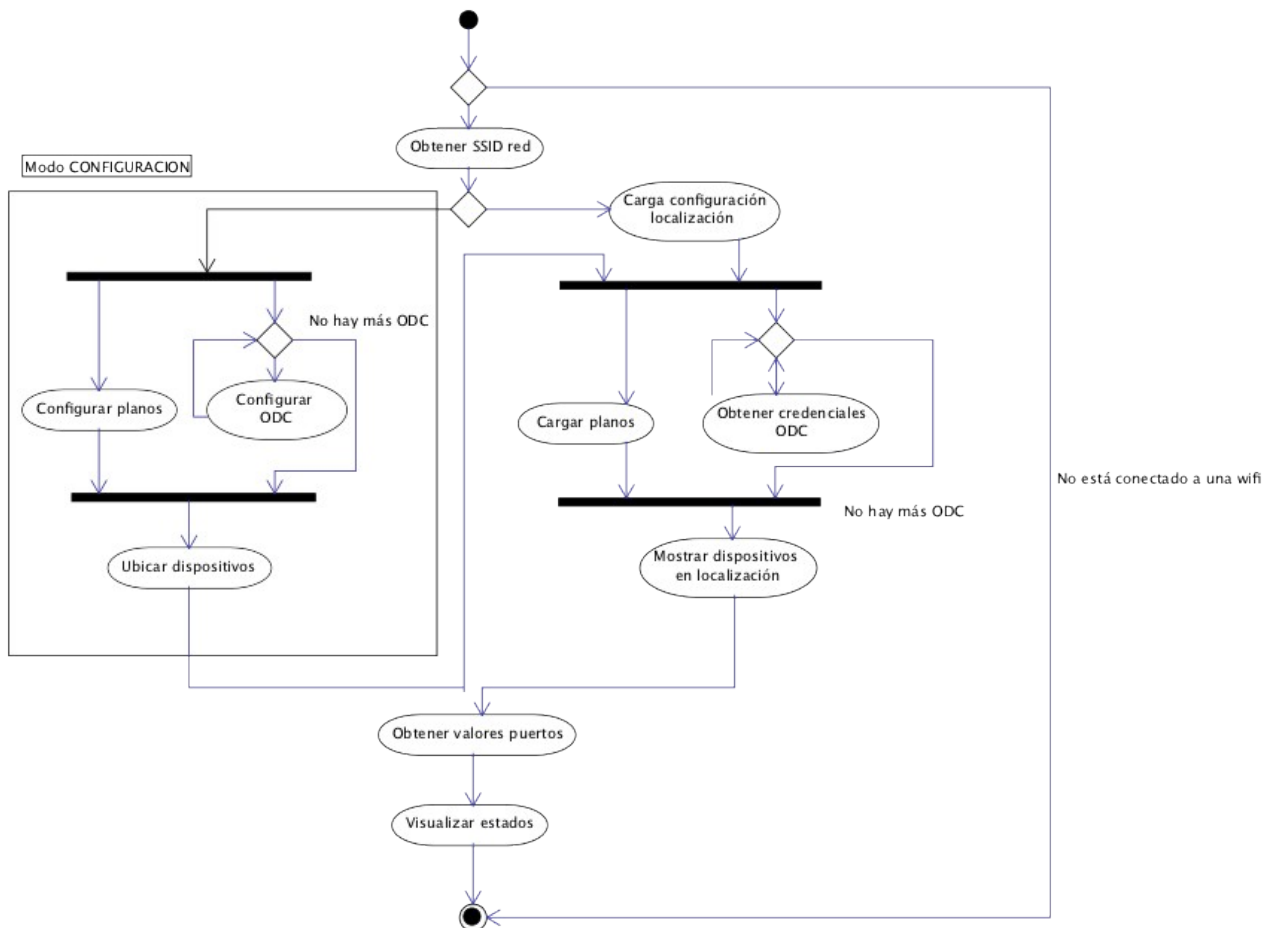 Obtener SSID red
Modo CONFIGURACION
Carga configuración
localización
No hay más ODC
Configurar planos
Configurar
ODC
Cargar planos
Obtener credenciales
ODC
No está conectado a una wifi
No hay más ODC
Ubicar dispositivos
Mostrar dispositivos
en localización
Obtener valores puertos
Visualizar estados